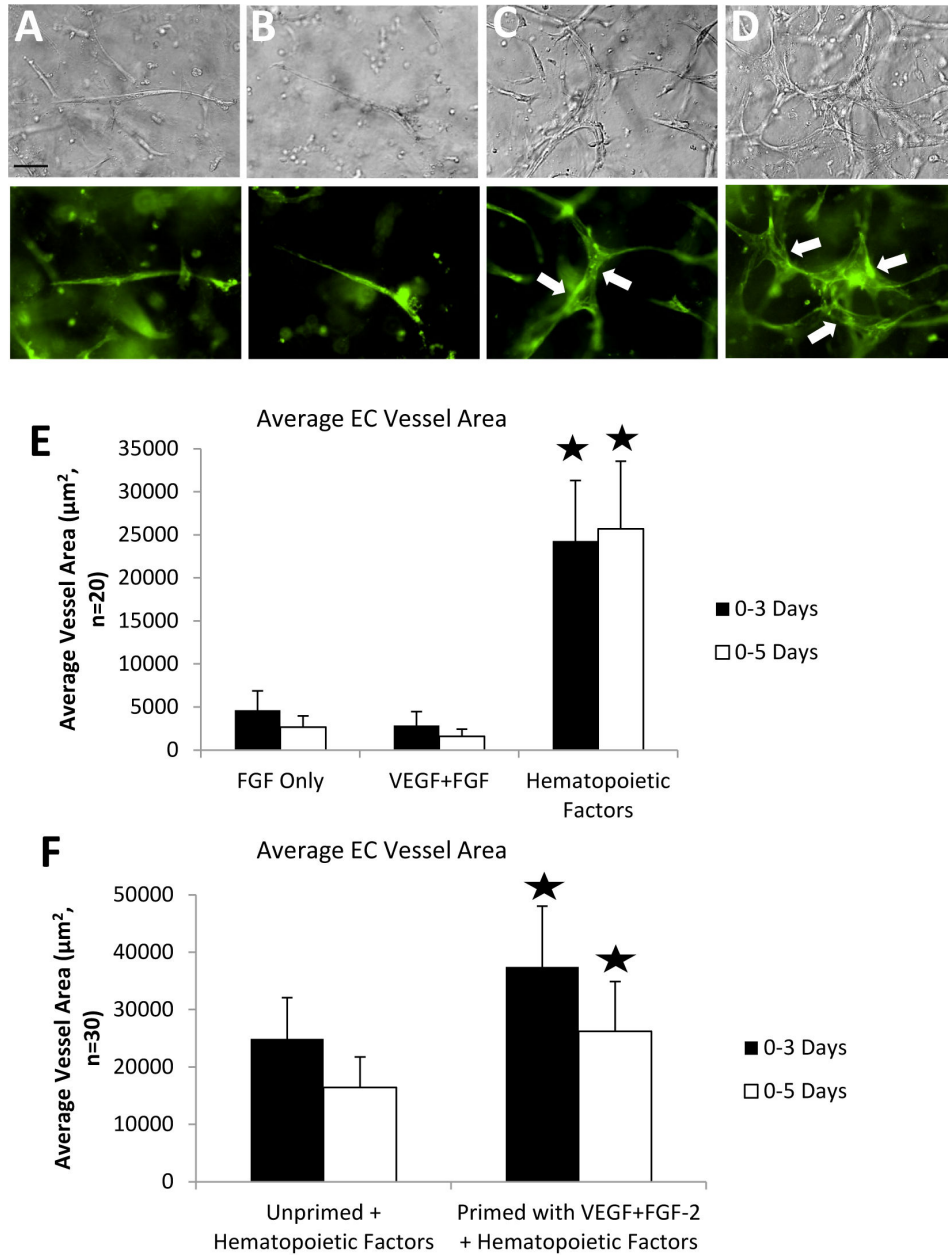 A
B
C
D
E
Average EC Vessel Area
Average Vessel Area (µm²,
n=20)
35000
30000
25000
20000
15000
10000
5000
0
FGF Only
VEGF+FGF
Hematopoietic
Factors
0-3 Days
0-5 Days
F
Average EC Vessel Area
Average Vessel Area (µm²,
n=30)
50000
40000
30000
20000
10000
0
Unprimed +
Hematopoietic Factors
Primed with VEGF+FGF-2
+ Hematopoietic Factors
0-3 Days
0-5 Days